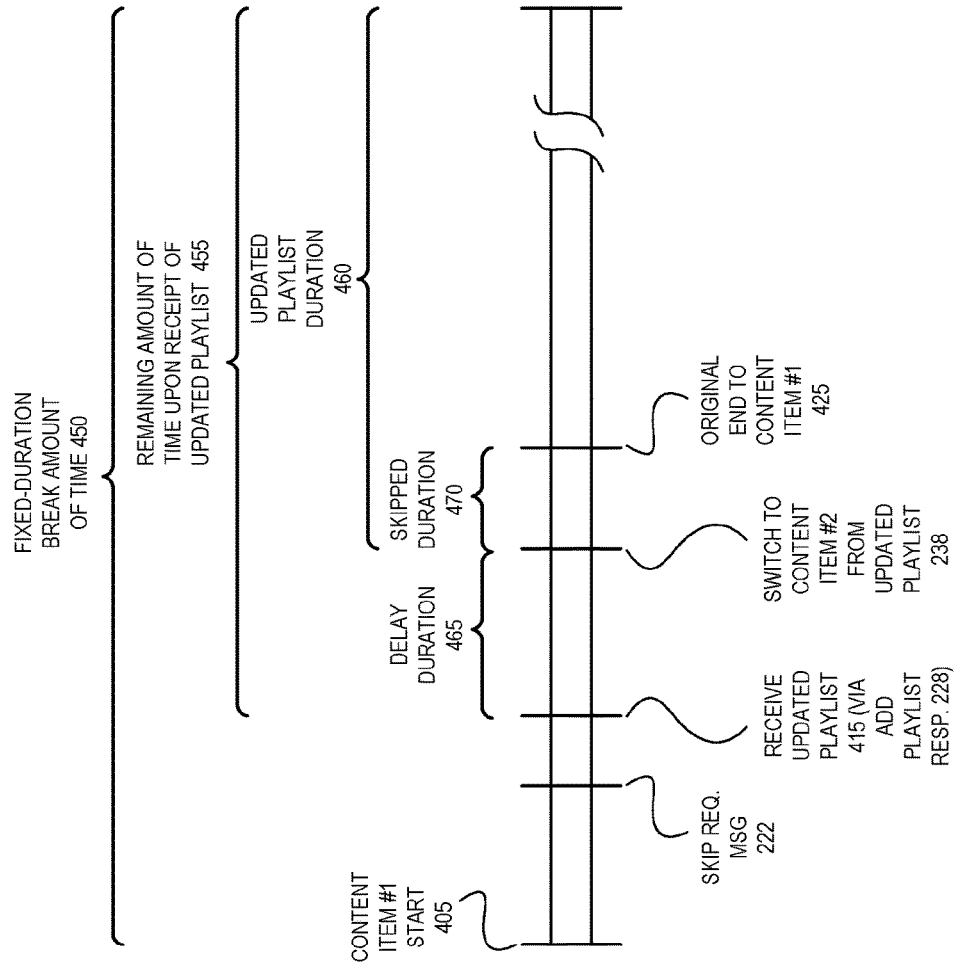 FIXED-DURATION
BREAK AMOUNT
OF TIME 450
REMAINING AMOUNT OF
TIME UPON RECEIPT OF
UPDATED PLAYLIST 455
UPDATED
PLAYLIST
DURATION
460
DELAY
DURATION
465
SKIPPED
DURATION
470
CONTENT
ITEM #1
START
405
SKIP REQ.
MSG
222
RECEIVE
UPDATED
PLAYLIST
415 (VIA
ADD
PLAYLIST
RESP. 228)
SWITCH TO
CONTENT
ITEM #2
FROM
UPDATED
PLAYLIST
238
ORIGINAL
END TO
CONTENT
ITEM #1
425